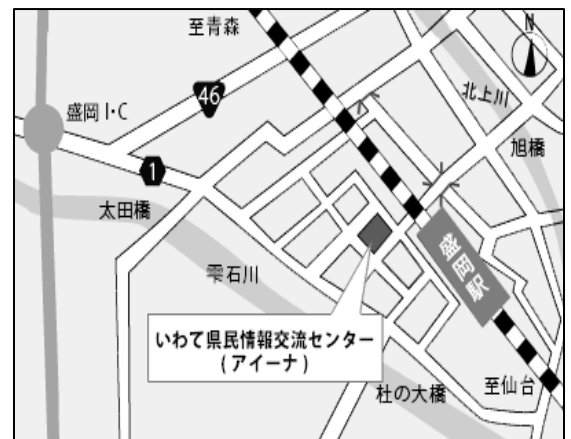 至青森
N
46
北上川
盛岡I・C
旭橋
1
太田橋
盛岡駅
雫石川
いわて県民情報交流センター
(アイーナ)
至仙台
杜の大橋